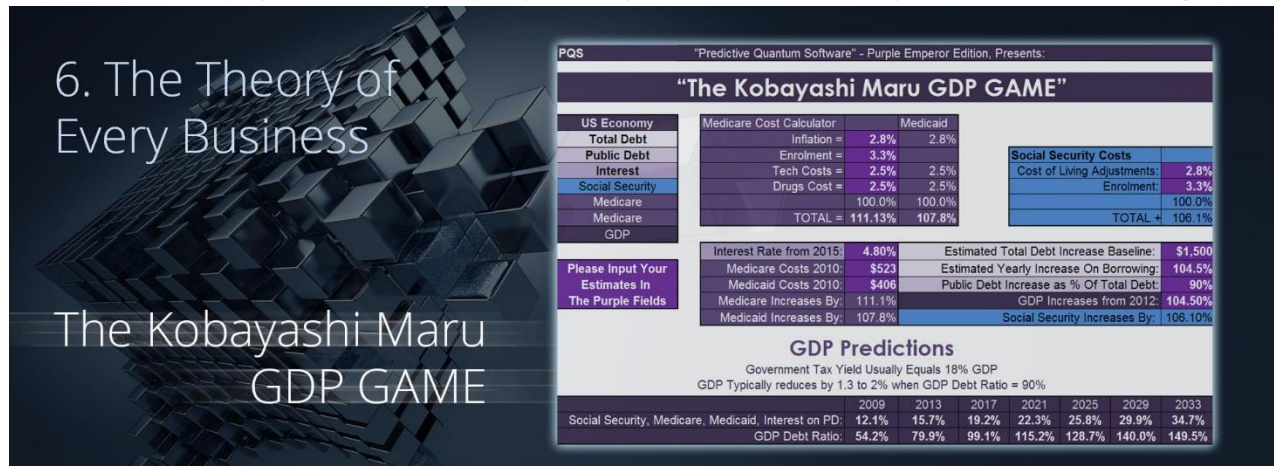 6. The Theory of
Every Business
The Kobayashi Maru
GDP GAME
PQS "Predictive Quantum Software" - Purple Emperor Edition, Presents:
“The Kobayashi Maru GDP GAME”
US Economy
Total Debt
Public Debt
Interest
Social Security
Medicare
Medicare
GDP
Please Input Your
Estimates In
The Purple Fields
Medicare Cost Calculator Medicaid
Inflation = 2.8% 2.8%
Enrolment = 3.3%
Tech Costs = 2.5% 2.5%
Drugs Cost = 2.5% 2.5%
100.0% 100.0%
TOTAL = 111.13% 107.8%
Social Security Costs
Cost of Living Adjustments: 2.8%
Enrolment: 3.3%
100.0%
TOTAL + 106.1%
Interest Rate from 2015: 4.80% Estimated Total Debt Increase Baseline: $1,500
Medicare Costs 2010: $523 Estimated Yearly Increase On Borrowing: 104.5%
Medicaid Costs 2010: $406 Public Debt Increase as % Of Total Debt: 90%
Medicare Increases By: 111.1% GDP Increases from 2012: 104.50%
Medicaid Increases By: 107.8% Social Security Increases By: 106.10%
GDP Predictions
Government Tax Yield Usually Equals 18% GDP
GDP Typically reduces by 1.3 to 2% when GDP Debt Ratio = 90%
2009 2013 2017 2021 2025 2029 2033
Social Security, Medicare, Medicaid, Interest on PD: 12.1% 15.7% 19.2% 22.3% 25.8% 29.9% 34.7%
GDP Debt Ratio: 54.2% 79.9% 99.1% 115.2% 128.7% 140.0% 149.5%